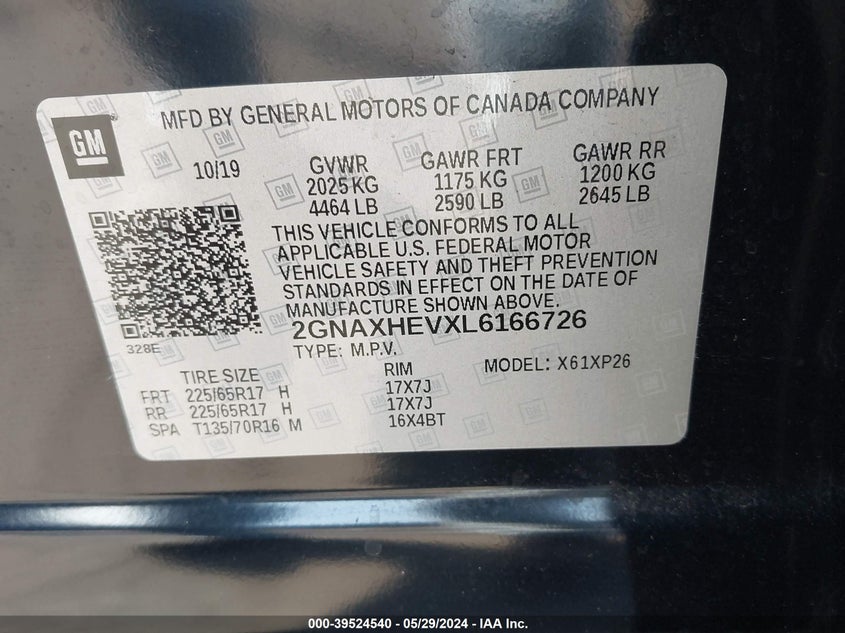 MFD BY GENERAL MOTORS OF CANADA COMPANY
GM
10/19
GVWR GAWR FRT GAWR RR
2025 KG 1175 KG 1200 KG
4464 LB 2590 LB 2645 LB
THIS VEHICLE CONFORMS TO ALL
APPLICABLE U.S. FEDERAL MOTOR
VEHICLE SAFETY AND THEFT PREVENTION
STANDARDS IN EFFECT ON THE DATE OF
MANUFACTURE SHOWN ABOVE.
2GNAXHEVXL6166726
328E
TYPE: M.P.V.
MODEL: X61XP26
TIRE SIZE RIM
FRT 225/65R17 H 17X7J
RR 225/65R17 H 17X7J
SPA T135/70R16 M 16X4BT
000-39524540 - 05/29/2024 - IAA Inc.